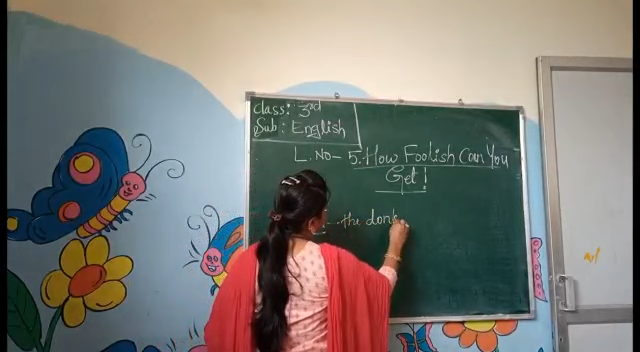 Class: 3rd
Sub: English
L. No- 5. How Foolish Can You
Get!
--- the donk